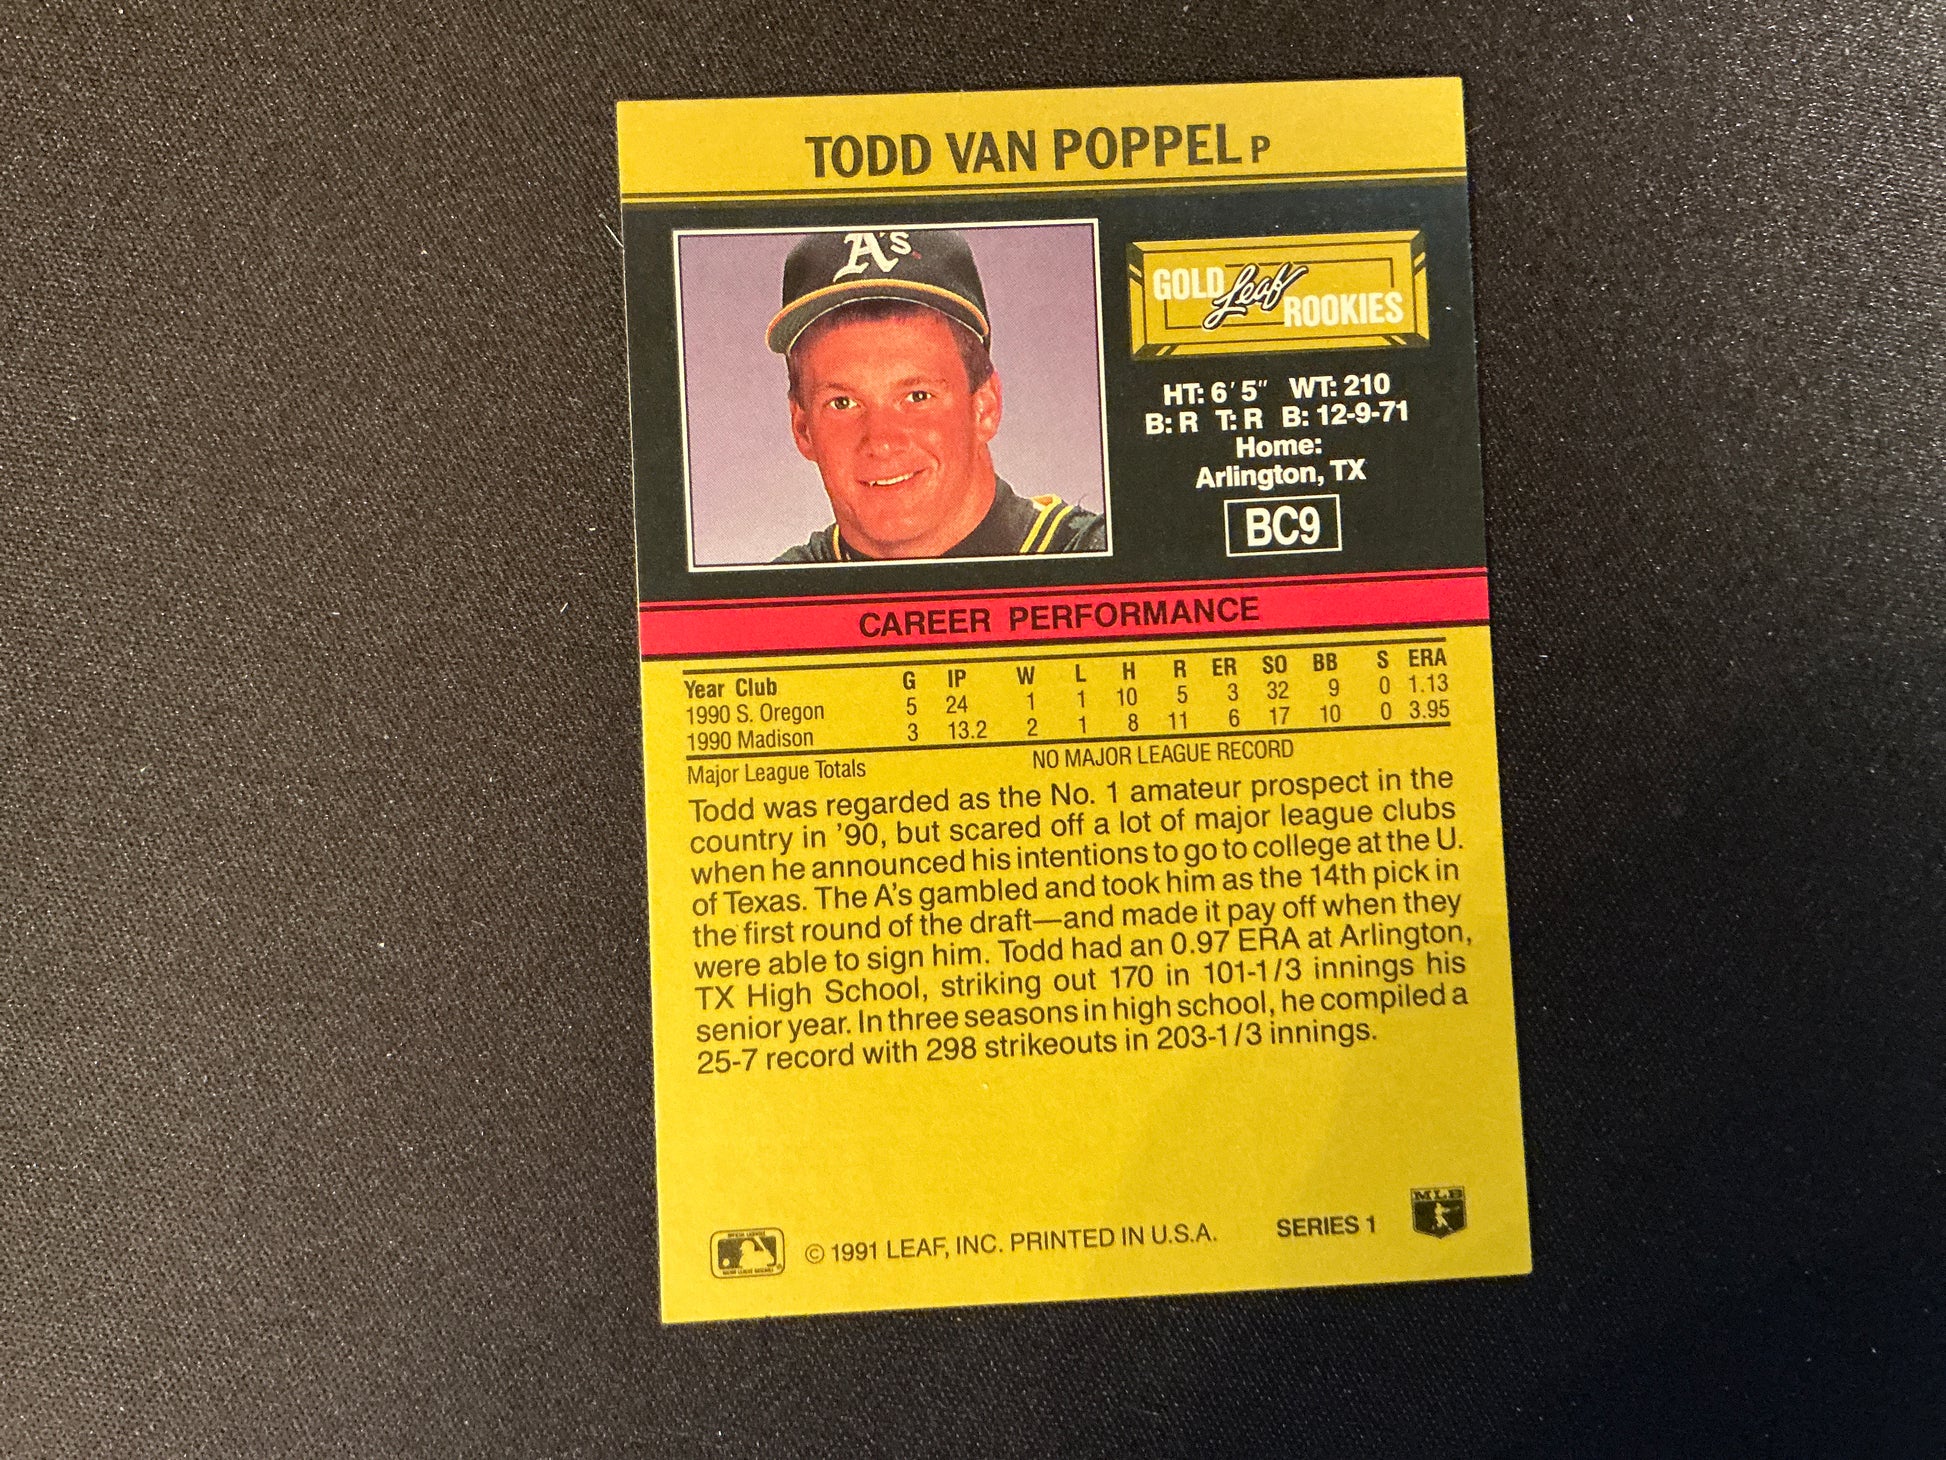 TODD VAN POPPEL P
A's
GOLD Leaf ROOKIES
HT: 6' 5" WT: 210
B: R T: R B: 12-9-71
Home:
Arlington, TX
BC9
CAREER PERFORMANCE
Year Club G IP W L H R ER SO BB S ERA
1990 S. Oregon 5 24 1 1 10 5 3 32 9 0 1.13
1990 Madison 3 13.2 2 1 8 11 6 17 10 0 3.95
Major League Totals NO MAJOR LEAGUE RECORD
Todd was regarded as the No. 1 amateur prospect in the
country in '90, but scared off a lot of major league clubs
when he announced his intentions to go to college at the U.
of Texas. The A's gambled and took him as the 14th pick in
the first round of the draft—and made it pay off when they
were able to sign him. Todd had an 0.97 ERA at Arlington,
TX High School, striking out 170 in 101-1/3 innings his
senior year. In three seasons in high school, he compiled a
25-7 record with 298 strikeouts in 203-1/3 innings.
© 1991 LEAF, INC. PRINTED IN U.S.A. SERIES 1
MLB